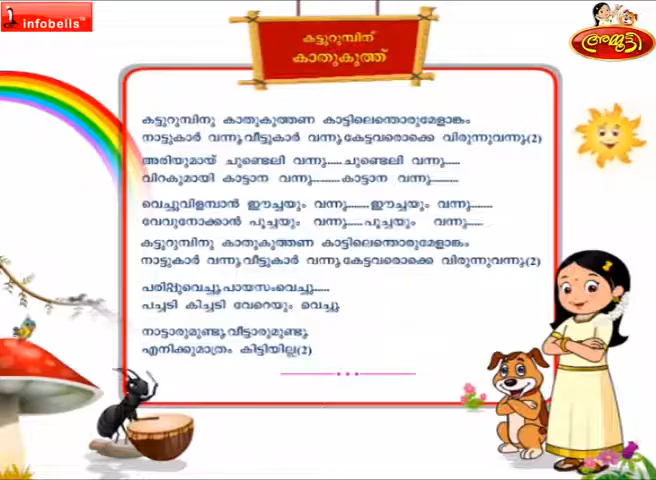 infobells™
അമ്മൂട്ടി
കട്ടുറുമ്പിന്
കാതുകുത്ത്
കട്ടുറുമ്പിനു കാതുകുത്തണ കാട്ടിലെന്തൊരുമേളാങ്കം
നാട്ടുകാർ വന്നൂ,വീട്ടുകാർ വന്നൂ,കേട്ടവരൊക്കെ വിരുന്നുവന്നൂ.(2)
അരിയുമായ് ചുണ്ടെലി വന്നൂ.....ചുണ്ടെലി വന്നൂ.....
വിറകുമായി കാട്ടാന വന്നൂ..........കാട്ടാന വന്നൂ..........
വെച്ചുവിളമ്പാൻ ഈച്ചയും വന്നൂ........ഈച്ചയും വന്നൂ........
വേവുനോക്കാൻ പൂച്ചയും വന്നൂ......പൂച്ചയും വന്നൂ......
കട്ടുറുമ്പിനു കാതുകുത്തണ കാട്ടിലെന്തൊരുമേളാങ്കം
നാട്ടുകാർ വന്നൂ,വീട്ടുകാർ വന്നൂ,കേട്ടവരൊക്കെ വിരുന്നുവന്നൂ.(2)
പരിപ്പുവെച്ചൂ,പായസംവെച്ചൂ.....
പച്ചടി കിച്ചടി വേറെയും വെച്ചൂ.
നാട്ടാരുമുണ്ടൂ,വീട്ടാരുമുണ്ടൂ,
എനിക്കുമാത്രം കിട്ടിയില്ല(2)